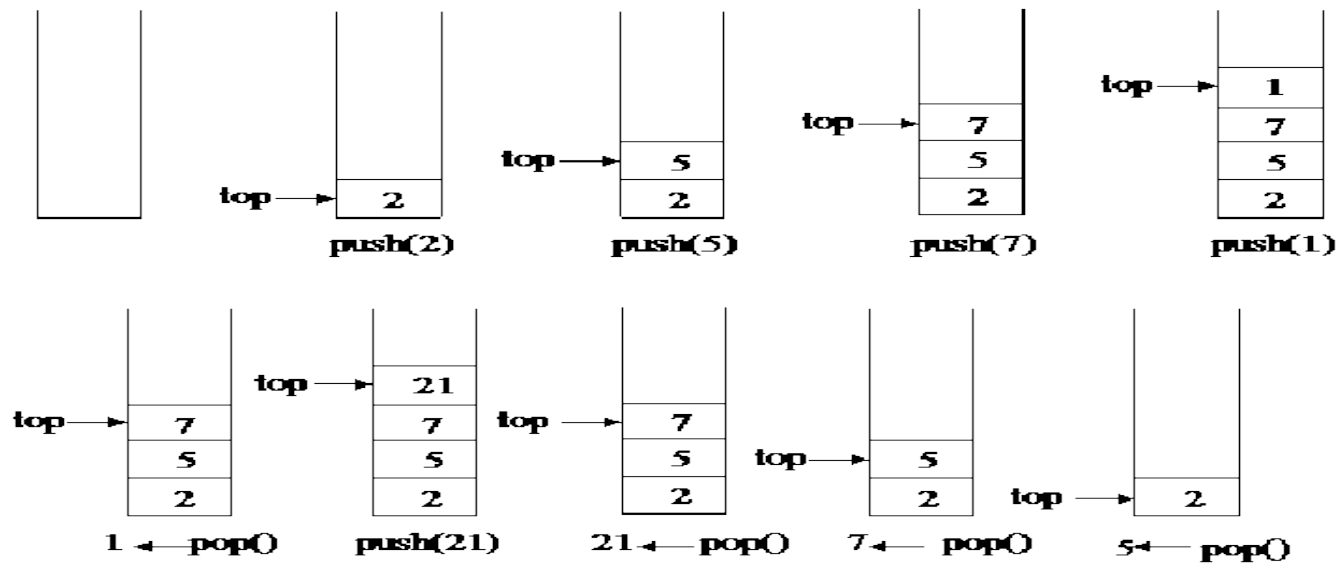 top 1
top 7 7
top 5 5 5
top 2 2 2 2
push(2) push(5) push(7) push(1)
top 21
top 7 7 top 7
5 5 5 top 5
2 2 2 2 top 2
1 pop() push(21) 21 pop() 7 pop() 5 pop()